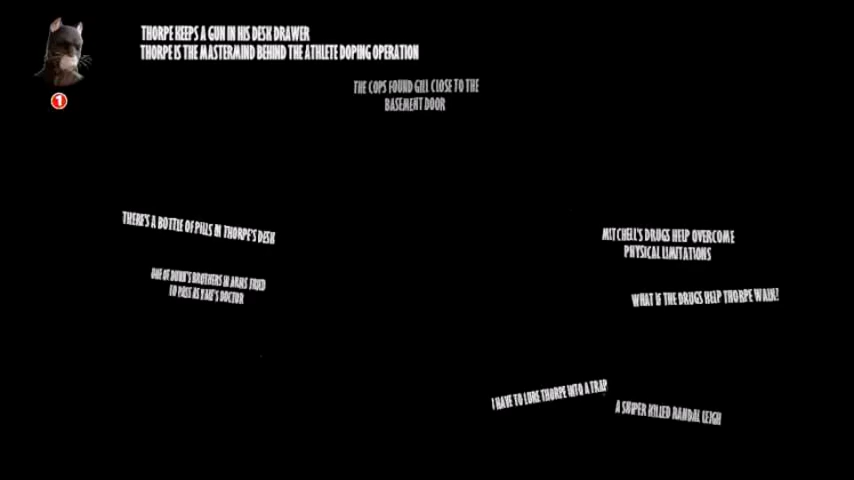 THORPE KEEPS A GUN IN HIS DESK DRAWER
THORPE IS THE MASTERMIND BEHIND THE ATHLETE DOPING OPERATION
1
THE COPS FOUND GILL CLOSE TO THE
BASEMENT DOOR
THERE'S A BOTTLE OF PILLS IN THORPE'S DESK
MITCHELL'S DRUGS HELP OVERCOME
PHYSICAL LIMITATIONS
ONE OF DUNN'S BROTHERS IN ARMS TRIED
TO PASS AS YALE'S DOCTOR
WHAT IF THE DRUGS HELP THORPE WALK?
I HAVE TO LURE THORPE INTO A TRAP
A SNIPER KILLED RANDAL LEIGH